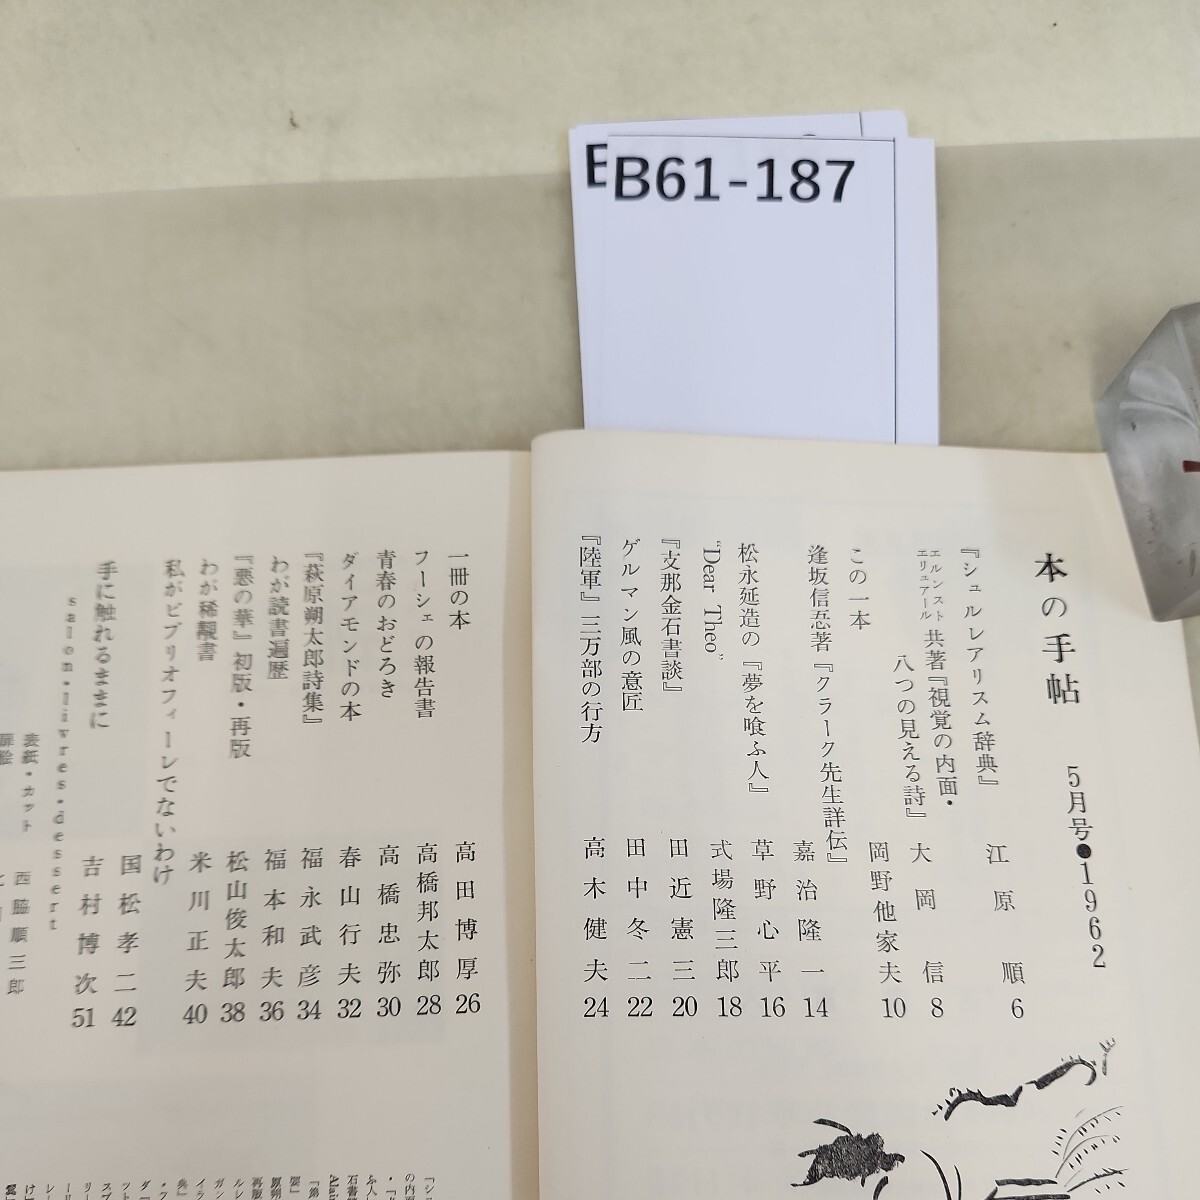 B61-187
本の手帖 5月号●1962
『シュルレアリスム辞典』 江原順 6
エルンスト エリュアール 共著『視覚の内面・
八つの見える詩』 大岡信 8
この一本 岡野他家夫 10
逢坂信忢著『クラーク先生詳伝』 嘉治隆一 14
松永延造の『夢を喰ふ人』 草野心平 16
"Dear Theo" 式場隆三郎 18
『支那金石書談』 田近憲三 20
ゲルマン風の意匠 田中冬二 22
『陸軍』三万部の行方 高木健夫 24
一冊の本 高田博厚 26
フーシェの報告書 高橋邦太郎 28
青春のおどろき 高橋忠弥 30
ダイアモンドの本 春山行夫 32
『萩原朔太郎詩集』 福永武彦 34
わが読書遍歴 福本和夫 36
『悪の華』初版・再版 松山俊太郎 38
わが稀覯書 米川正夫 40
私がビブリオフィーレでないわけ 国松孝二 42
手に触れるままに 吉村博次 51
salon・livres・dessert
表紙・カット 西脇順三郎
扉絵